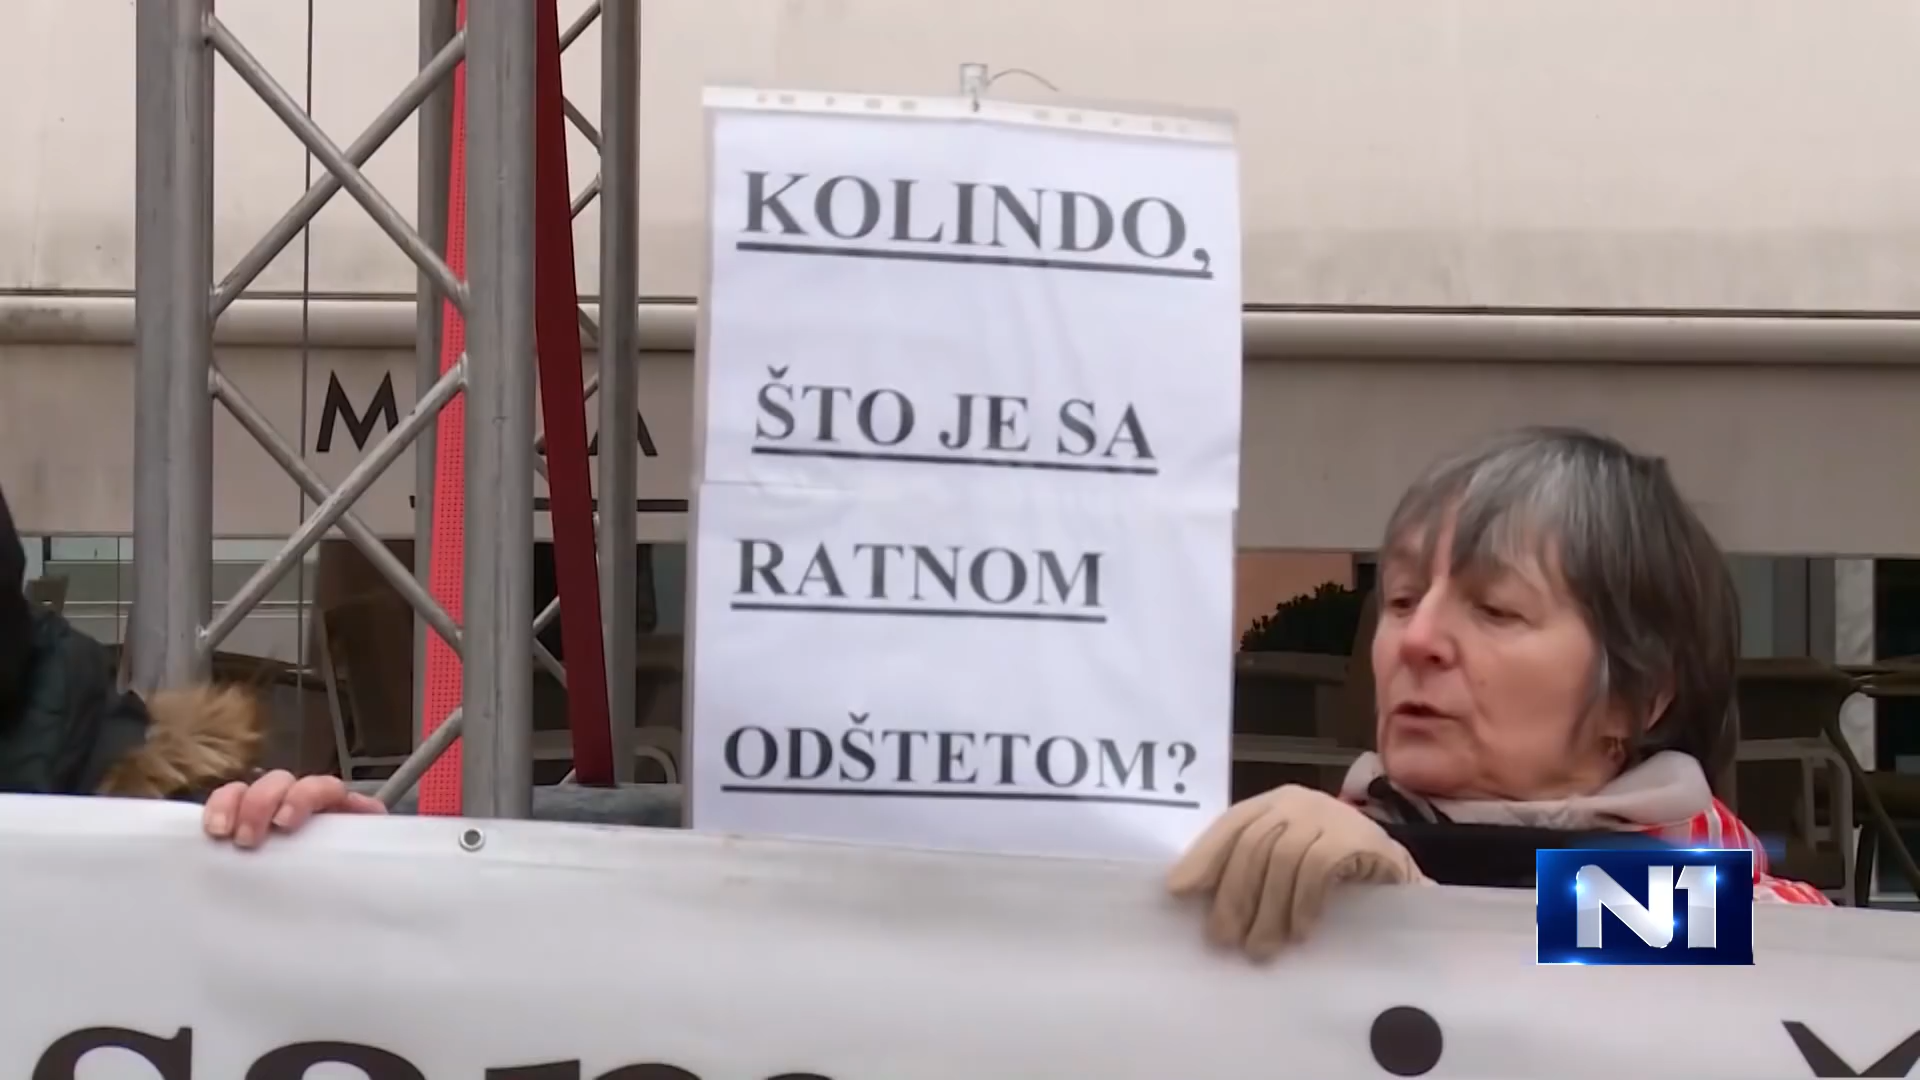 KOLINDO,
ŠTO JE SA
RATNOM
ODŠTETOM?
N1